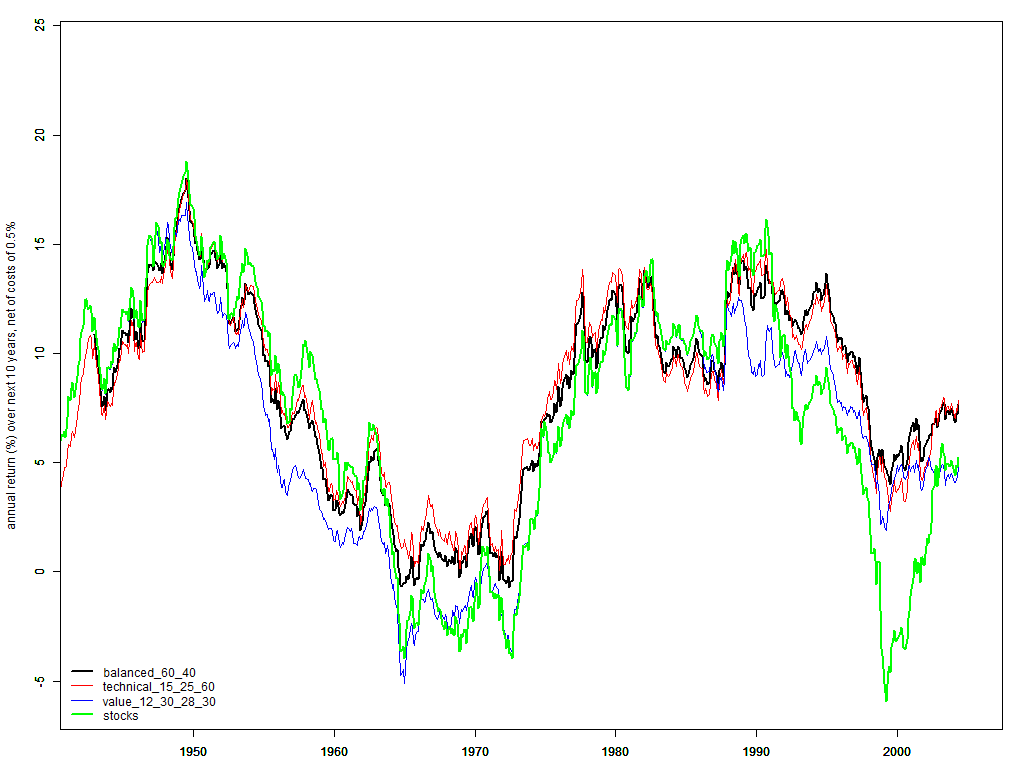 annual return (%) over next 10 years, net of costs of 0.5%
25
20
15
10
5
0
-5
balanced_60_40
technical_15_25_60
value_12_30_28_30
stocks
1950 1960 1970 1980 1990 2000